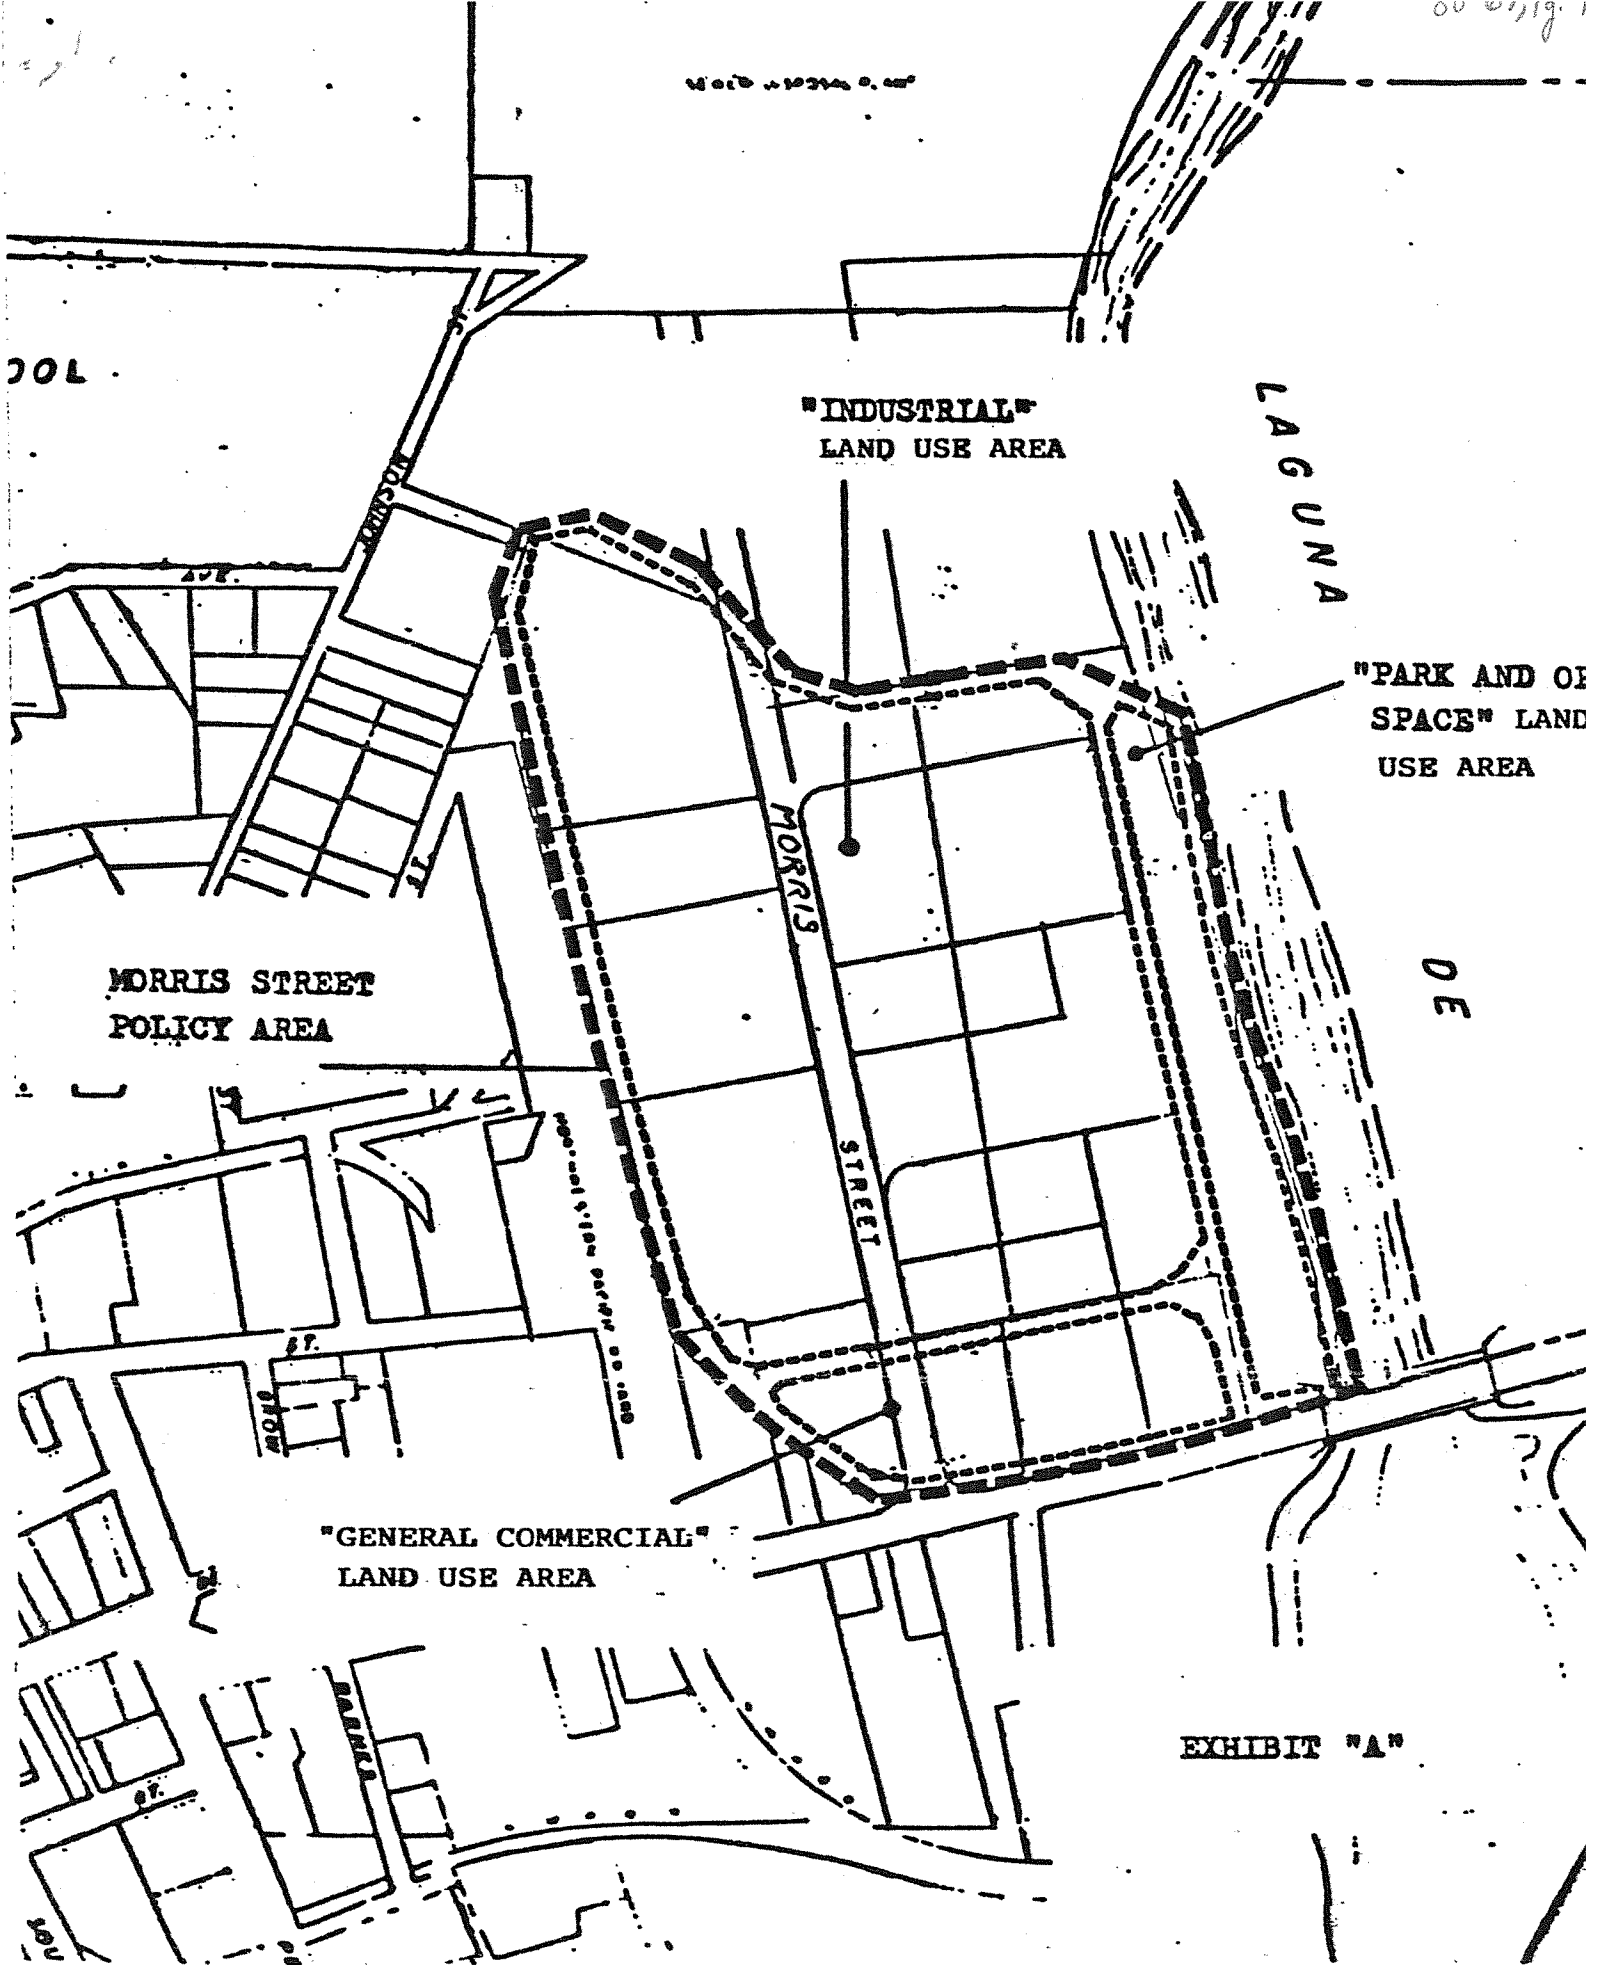 "INDUSTRIAL"
LAND USE AREA
LAGUNA
DE
JOHNSON
ST
AVE.
"PARK AND
SPACE" LAND
USE AREA
MORRIS
STREET
MORRIS STREET
POLICY AREA
ST.
"GENERAL COMMERCIAL"
LAND USE AREA
EXHIBIT "A"
ST.